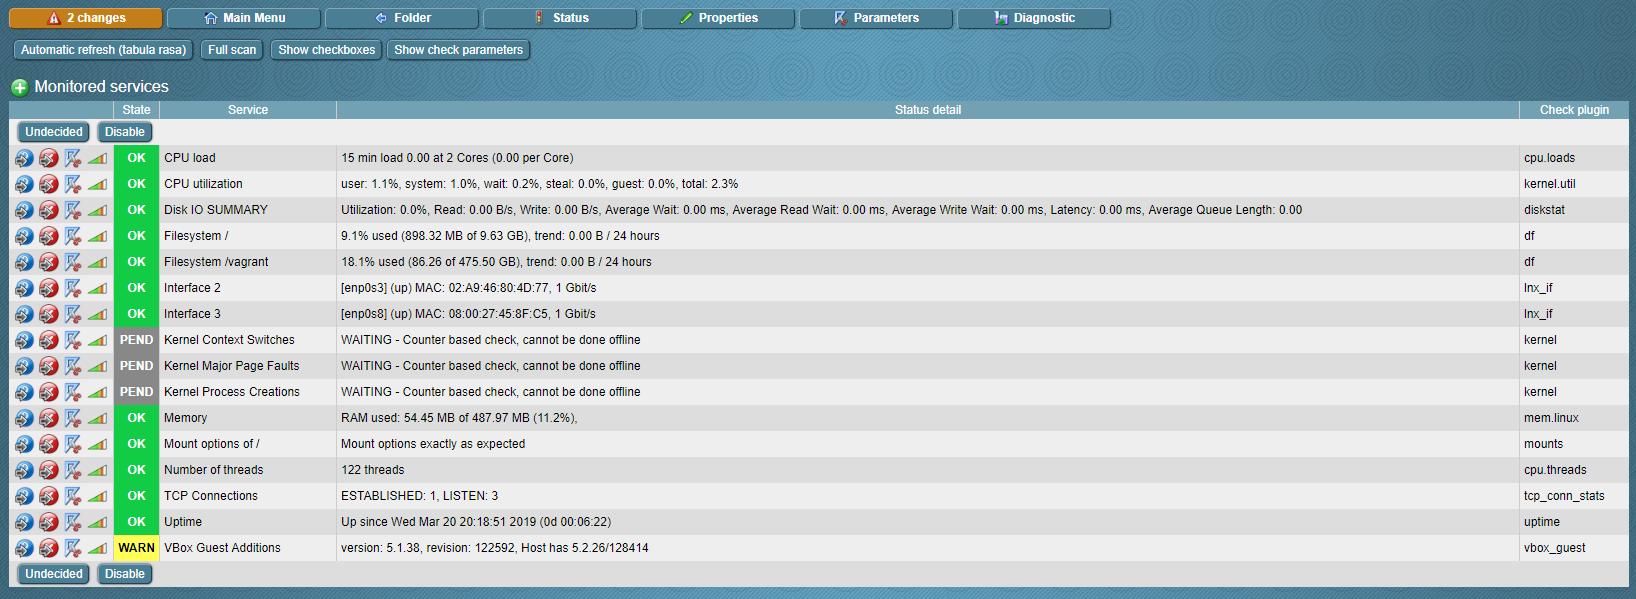 2 changes Main Menu Folder Status Properties Parameters Diagnostic
Automatic refresh (tabula rasa) Full scan Show checkboxes Show check parameters
Monitored services
State Service Status detail Check plugin
Undecided Disable
OK CPU load 15 min load 0.00 at 2 Cores (0.00 per Core) cpu.loads
OK CPU utilization user: 1.1%, system: 1.0%, wait: 0.2%, steal: 0.0%, guest: 0.0%, total: 2.3% kernel.util
OK Disk IO SUMMARY Utilization: 0.0%, Read: 0.00 B/s, Write: 0.00 B/s, Average Wait: 0.00 ms, Average Read Wait: 0.00 ms, Average Write Wait: 0.00 ms, Latency: 0.00 ms, Average Queue Length: 0.00 diskstat
OK Filesystem / 9.1% used (898.32 MB of 9.63 GB), trend: 0.00 B / 24 hours df
OK Filesystem /vagrant 18.1% used (86.26 of 475.50 GB), trend: 0.00 B / 24 hours df
OK Interface 2 [enp0s3] (up) MAC: 02:A9:46:80:4D:77, 1 Gbit/s lnx_if
OK Interface 3 [enp0s8] (up) MAC: 08:00:27:45:8F:C5, 1 Gbit/s lnx_if
PEND Kernel Context Switches WAITING - Counter based check, cannot be done offline kernel
PEND Kernel Major Page Faults WAITING - Counter based check, cannot be done offline kernel
PEND Kernel Process Creations WAITING - Counter based check, cannot be done offline kernel
OK Memory RAM used: 54.45 MB of 487.97 MB (11.2%), mem.linux
OK Mount options of / Mount options exactly as expected mounts
OK Number of threads 122 threads cpu.threads
OK TCP Connections ESTABLISHED: 1, LISTEN: 3 tcp_conn_stats
OK Uptime Up since Wed Mar 20 20:18:51 2019 (0d 00:06:22) uptime
WARN VBox Guest Additions version: 5.1.38, revision: 122592, Host has 5.2.26/128414 vbox_guest
Undecided Disable